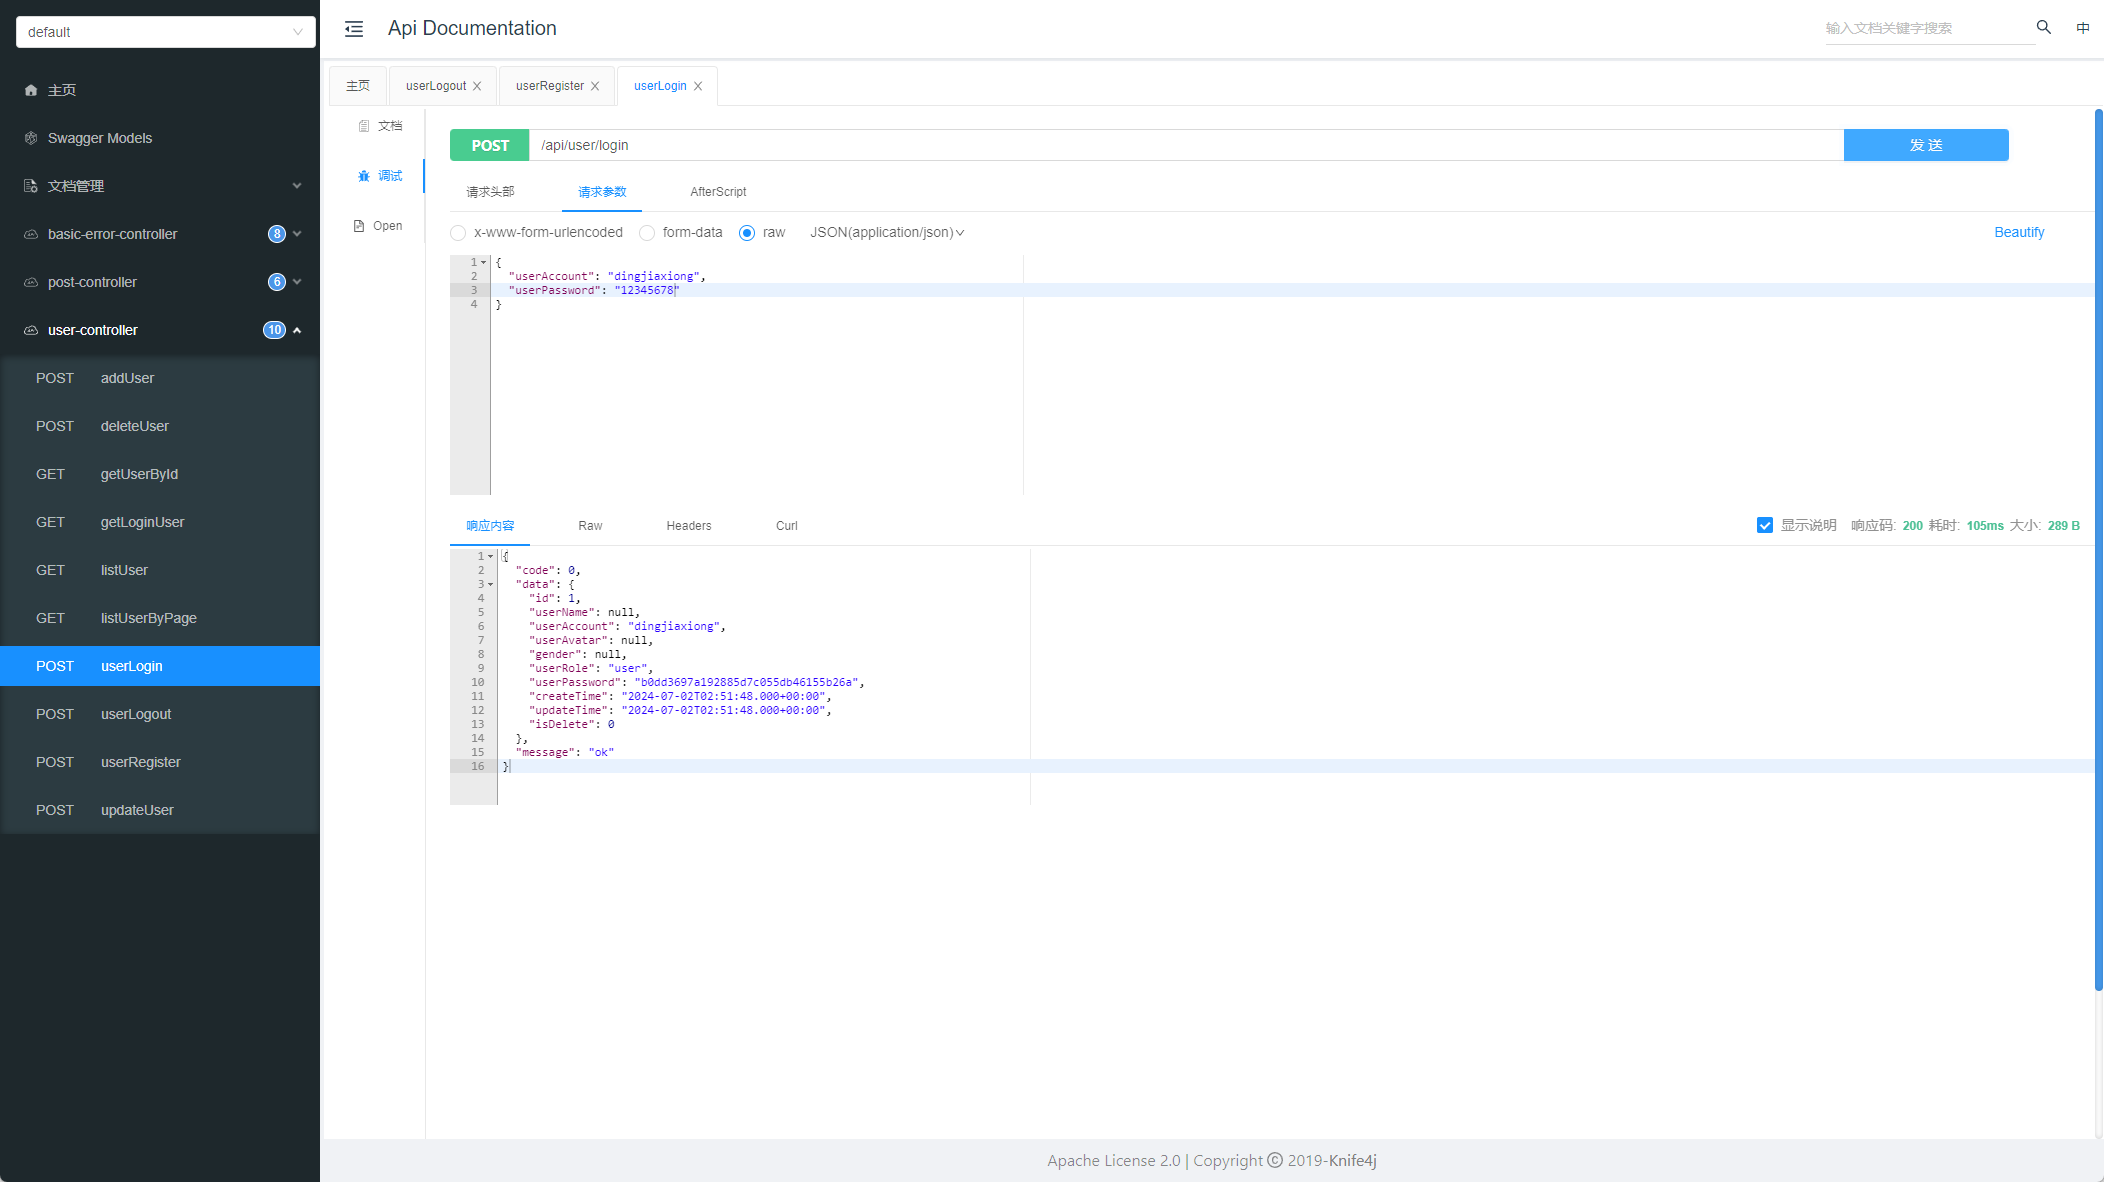 default
主页
Swagger Models
文档管理
basic-error-controller 8
post-controller 6
user-controller 10
POST addUser
POST deleteUser
GET getUserById
GET getLoginUser
GET listUser
GET listUserByPage
POST userLogin
POST userLogout
POST userRegister
POST updateUser
Api Documentation
输入文档关键字搜索
中
主页 userLogout userRegister userLogin
文档
调试
Open
POST /api/user/login 发 送
请求头部 请求参数 AfterScript
x-www-form-urlencoded form-data raw JSON(application/json) Beautify
1 {
2 "userAccount": "dingjiaxiong",
3 "userPassword": "12345678"
4 }
响应内容 Raw Headers Curl 显示说明 响应码: 200 耗时: 105ms 大小: 289 B
1 {
2 "code": 0,
3 "data": {
4 "id": 1,
5 "userName": null,
6 "userAccount": "dingjiaxiong",
7 "userAvatar": null,
8 "gender": null,
9 "userRole": "user",
10 "userPassword": "b0dd3697a192885d7c055db46155b26a",
11 "createTime": "2024-07-02T02:51:48.000+00:00",
12 "updateTime": "2024-07-02T02:51:48.000+00:00",
13 "isDelete": 0
14 },
15 "message": "ok"
16 }
Apache License 2.0 | Copyright © 2019-Knife4j